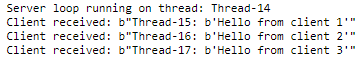 Server loop running on thread: Thread-14
Client received: b"Thread-15: b'Hello from client 1'"
Client received: b"Thread-16: b'Hello from client 2'"
Client received: b"Thread-17: b'Hello from client 3'"